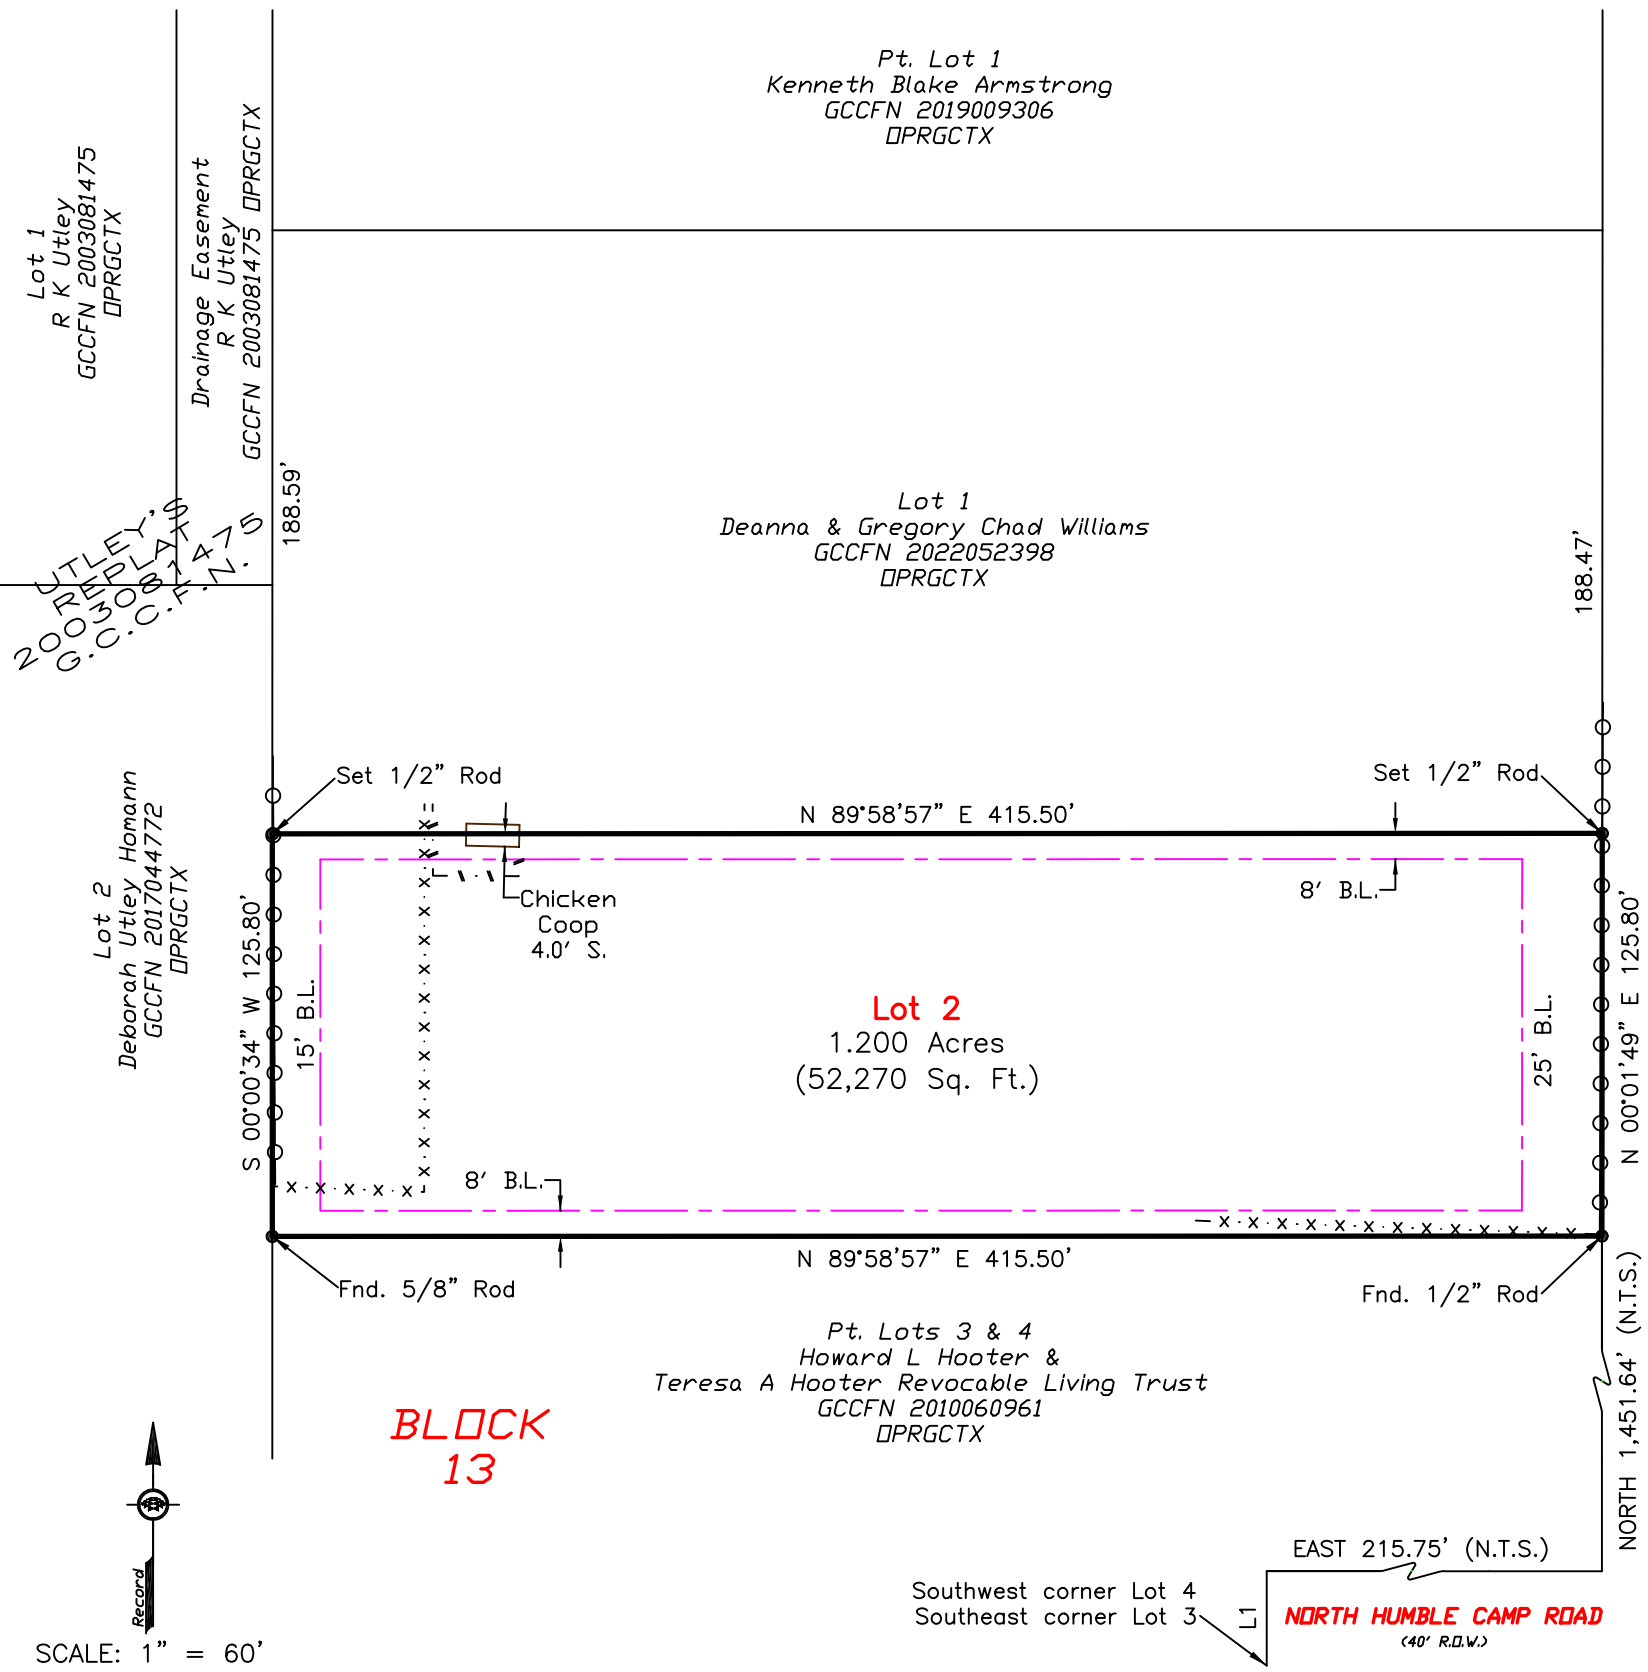 Pt. Lot 1
Kenneth Blake Armstrong
GCCFN 2019009306
OPRGCTX
Lot 1
R K Utley
GCCFN 2003081475
OPRGCTX
Drainage Easement
R K Utley
GCCFN 2003081475 OPRGCTX
188.59'
UTLEY'S
REPLAT
2003081475
G.C.C.F.N.
Lot 1
Deanna & Gregory Chad Williams
GCCFN 2022052398
OPRGCTX
188.47'
Set 1/2" Rod
Set 1/2" Rod
N 89°58'57" E 415.50'
Lot 2
Deborah Utley Homann
GCCFN 2017044772
OPRGCTX
S 00°00'34" W 125.80'
15' B.L.
Chicken
Coop
4.0' S.
8' B.L.
Lot 2
1.200 Acres
(52,270 Sq. Ft.)
25' B.L.
N 00°01'49" E 125.80'
8' B.L.
N 89°58'57" E 415.50'
Fnd. 5/8" Rod
Fnd. 1/2" Rod
Pt. Lots 3 & 4
Howard L Hooter &
Teresa A Hooter Revocable Living Trust
GCCFN 2010060961
OPRGCTX
BLOCK
13
NORTH 1,451.64' (N.T.S.)
EAST 215.75' (N.T.S.)
Southwest corner Lot 4
Southeast corner Lot 3
L1
NORTH HUMBLE CAMP ROAD
(40' R.O.W.)
Record
SCALE: 1" = 60'